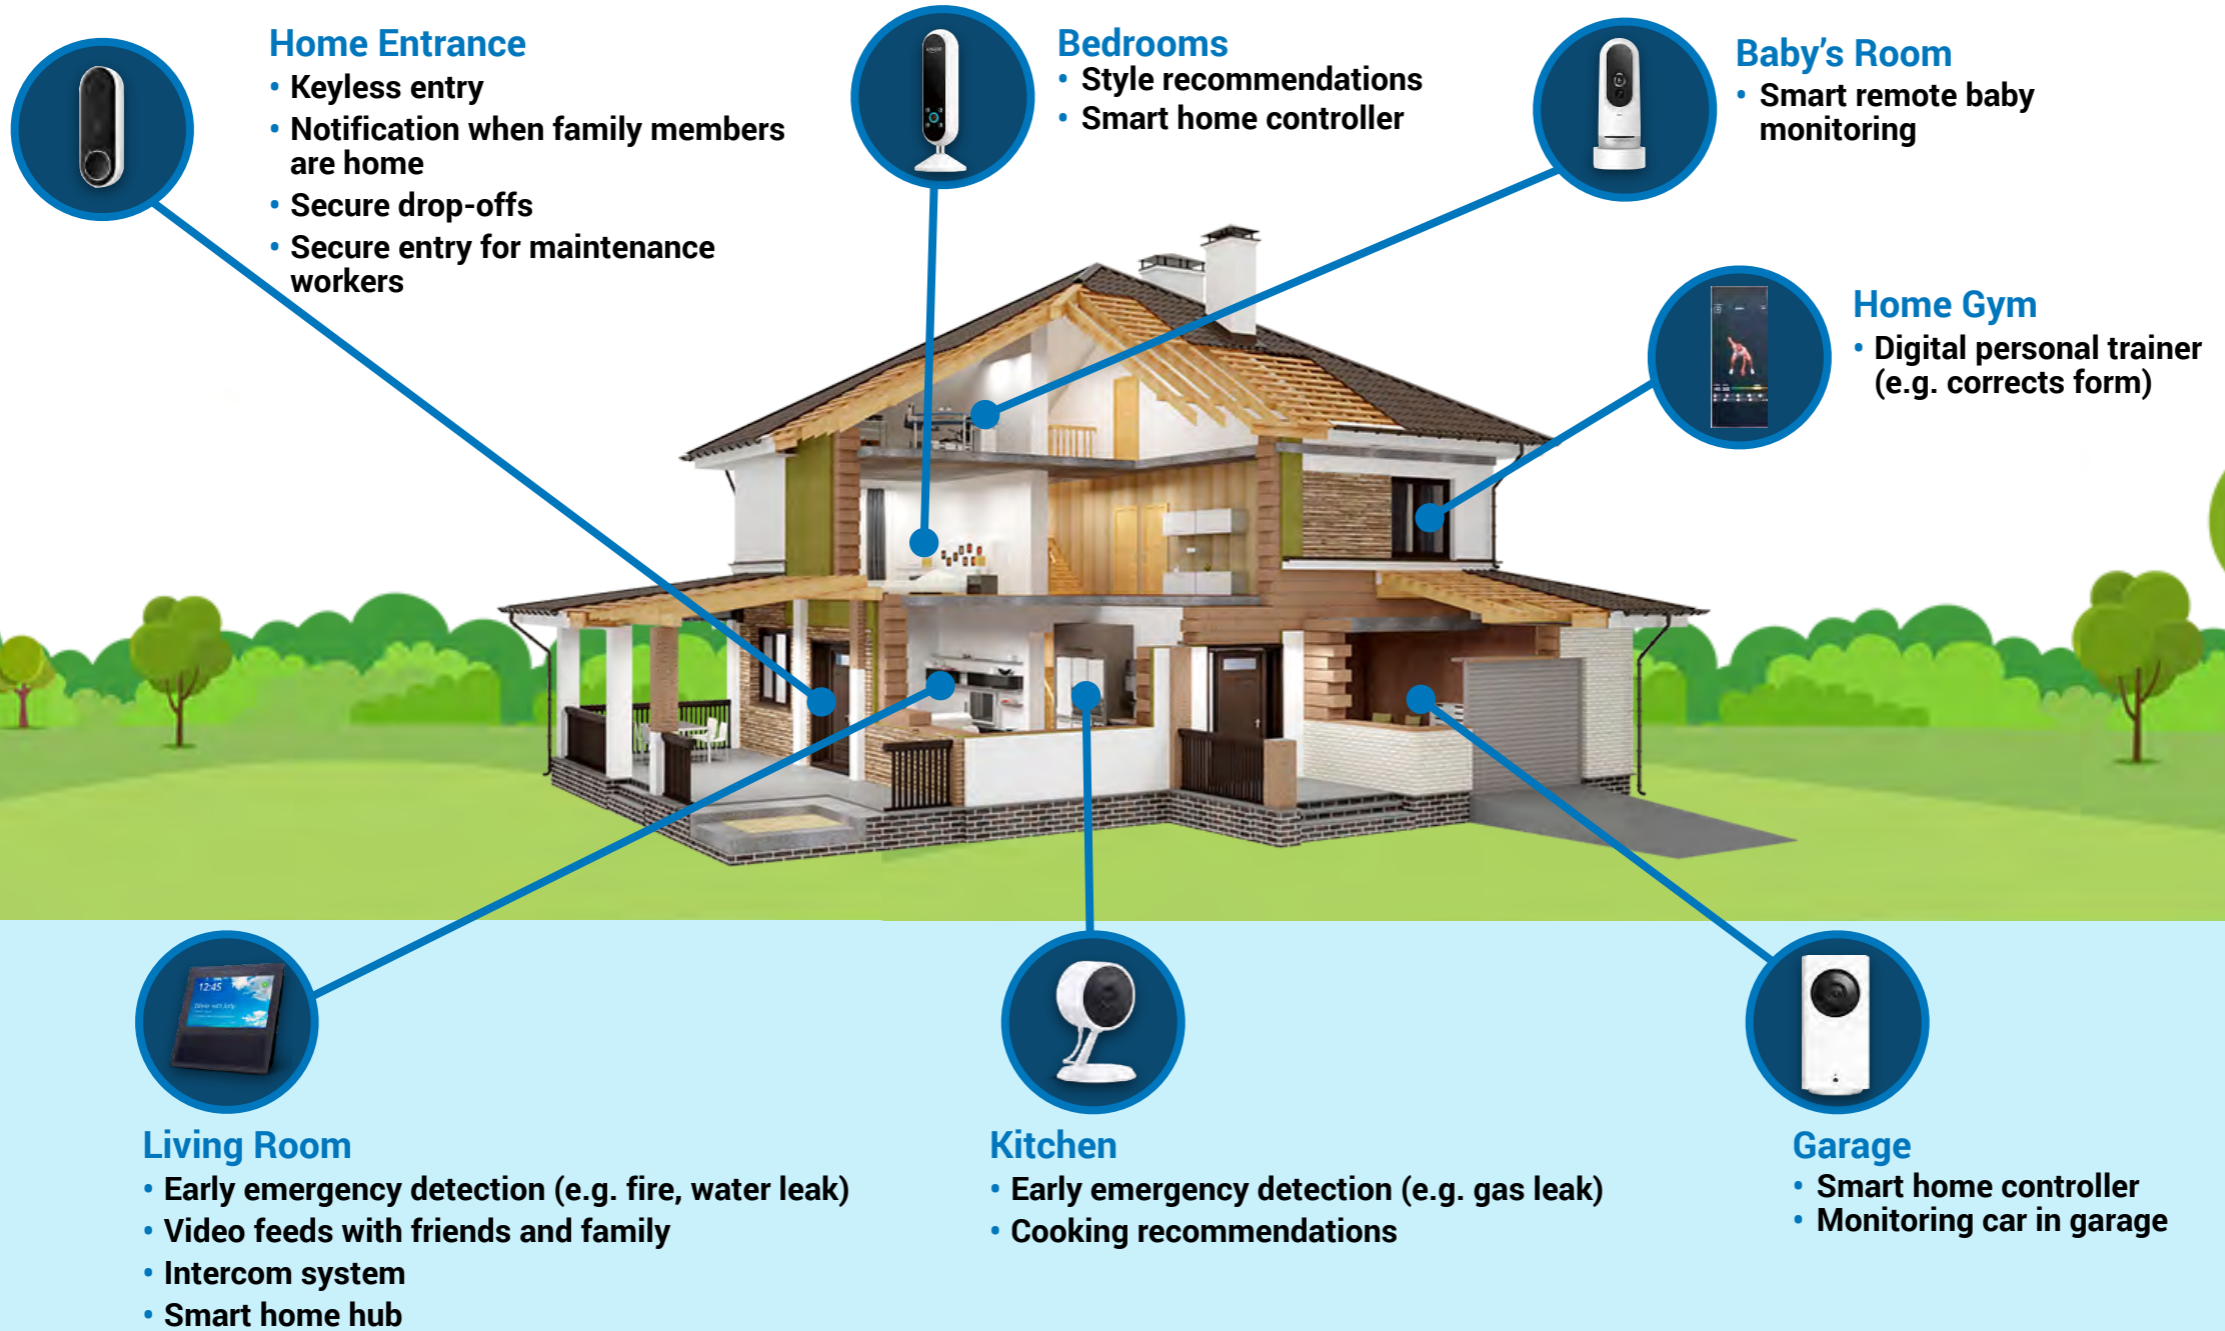 Home Entrance
• Keyless entry
• Notification when family members
are home
• Secure drop-offs
• Secure entry for maintenance
workers
Bedrooms
• Style recommendations
• Smart home controller
Baby's Room
• Smart remote baby
monitoring
Home Gym
• Digital personal trainer
(e.g. corrects form)
12:45
Living Room
• Early emergency detection (e.g. fire, water leak)
• Video feeds with friends and family
• Intercom system
• Smart home hub
Kitchen
• Early emergency detection (e.g. gas leak)
• Cooking recommendations
Garage
• Smart home controller
• Monitoring car in garage